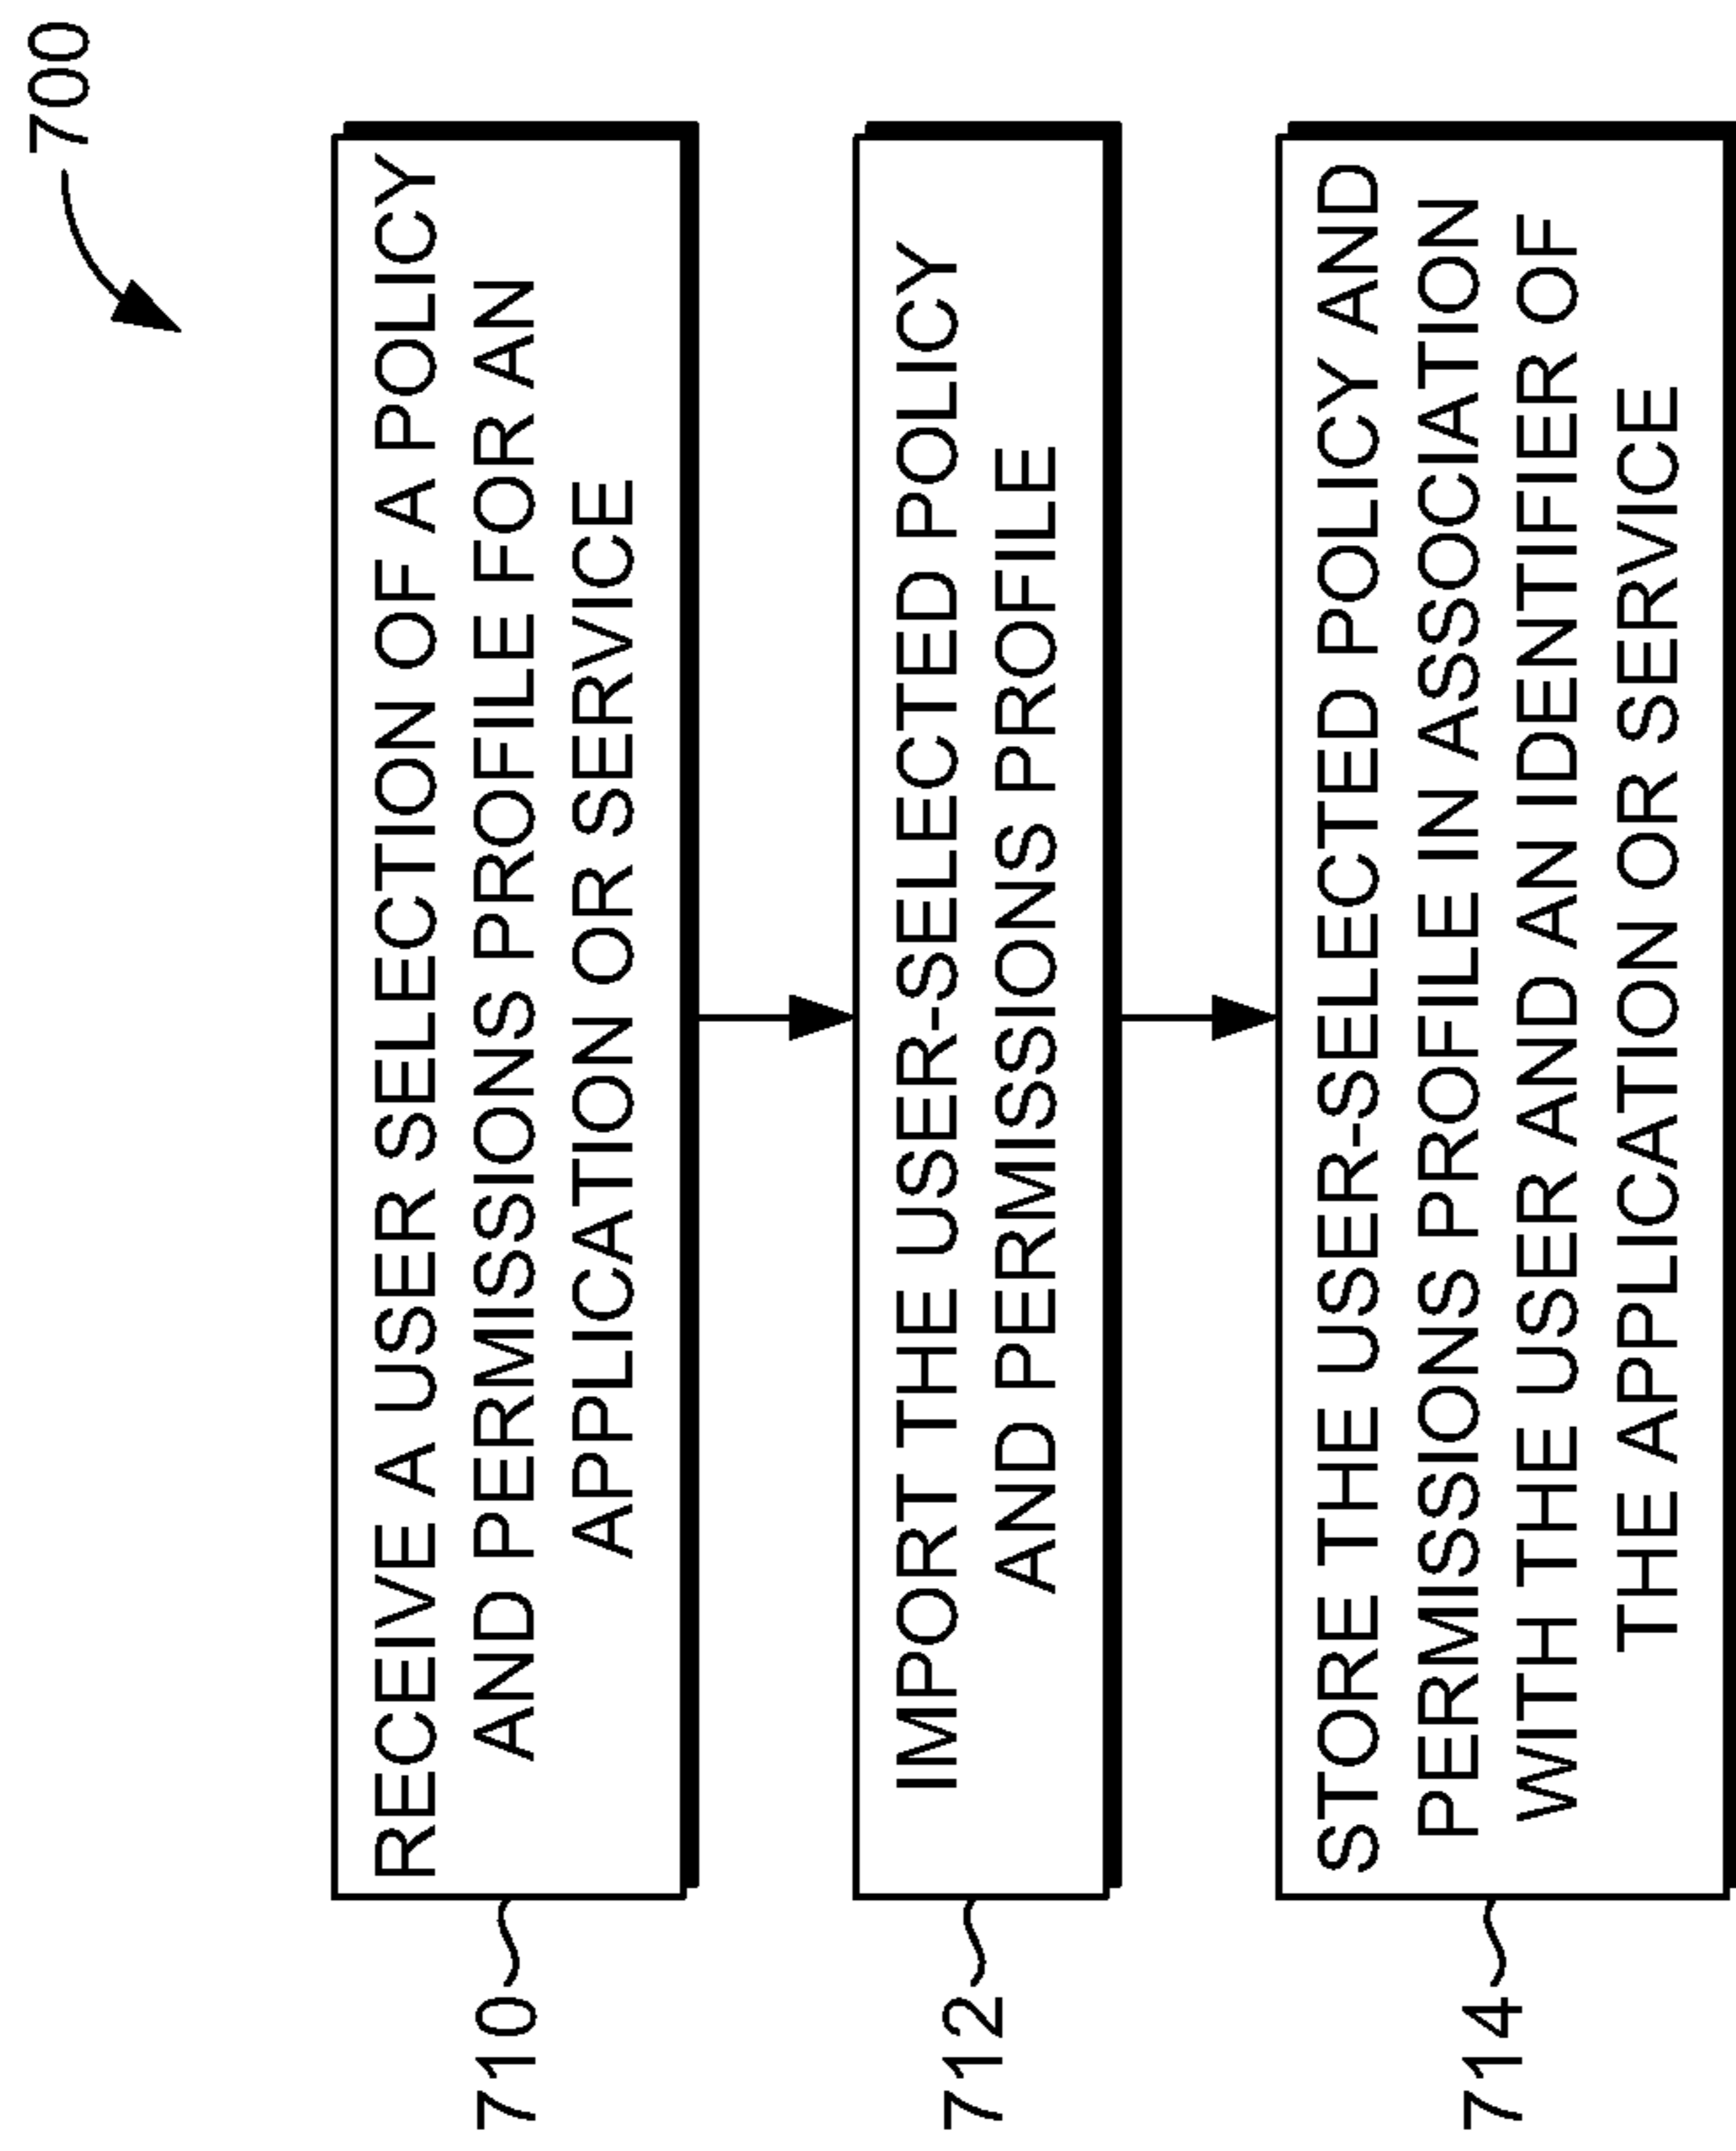 700
710
RECEIVE A USER SELECTION OF A POLICY
AND PERMISSIONS PROFILE FOR AN
APPLICATION OR SERVICE
712
IMPORT THE USER-SELECTED POLICY
AND PERMISSIONS PROFILE
714
STORE THE USER-SELECTED POLICY AND
PERMISSIONS PROFILE IN ASSOCIATION
WITH THE USER AND AN IDENTIFIER OF
THE APPLICATION OR SERVICE